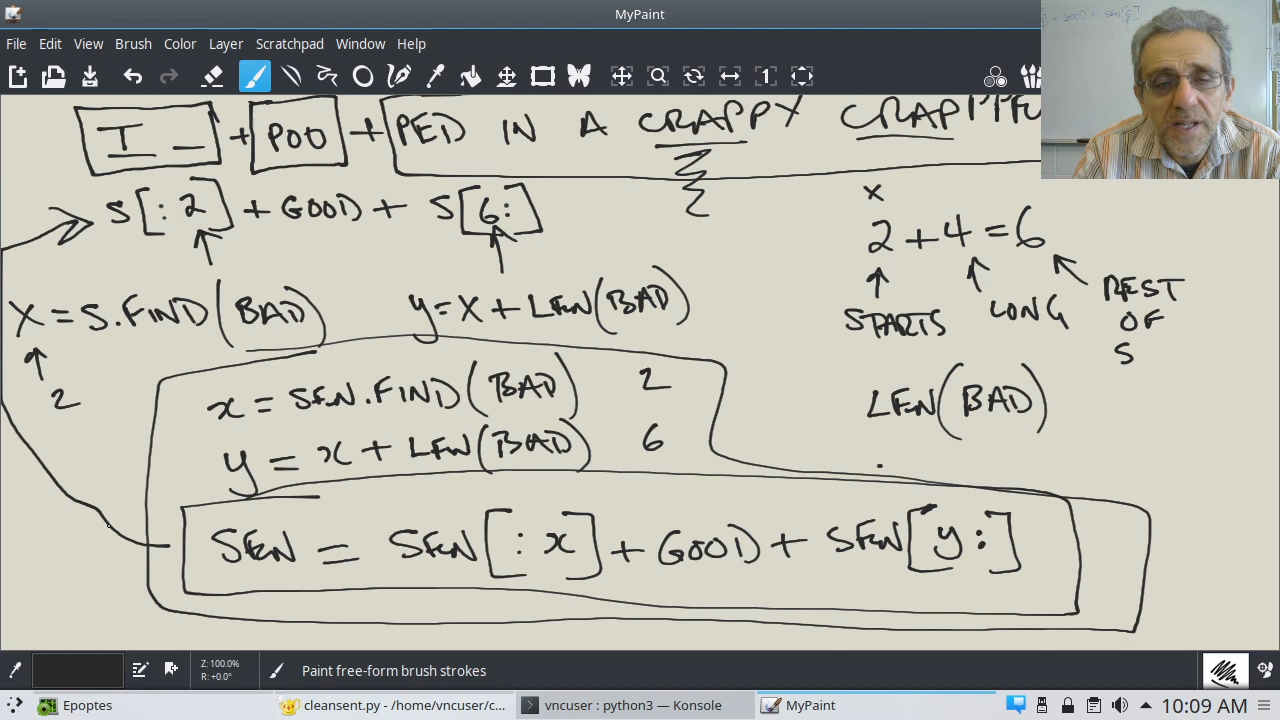 MyPaint
File Edit View Brush Color Layer Scratchpad Window Help
I _ + POO + PED IN A CRAPPY
S[:2] + GOOD + S[6:]
X
2 + 4 = 6
STARTS LONG REST
OF
S
X = S.FIND(BAD) y = X + LEN(BAD)
2
x = SEN.FIND(BAD) 2
y = x + LEN(BAD) 6
LEN(BAD)
SEN = SEN[:x] + GOOD + SEN[y:]
Z: 100.0%
R: +0.0°
Paint free-form brush strokes
Epoptes cleansent.py - /home/vncuser/c... vncuser : python3 — Konsole MyPaint 10:09 AM